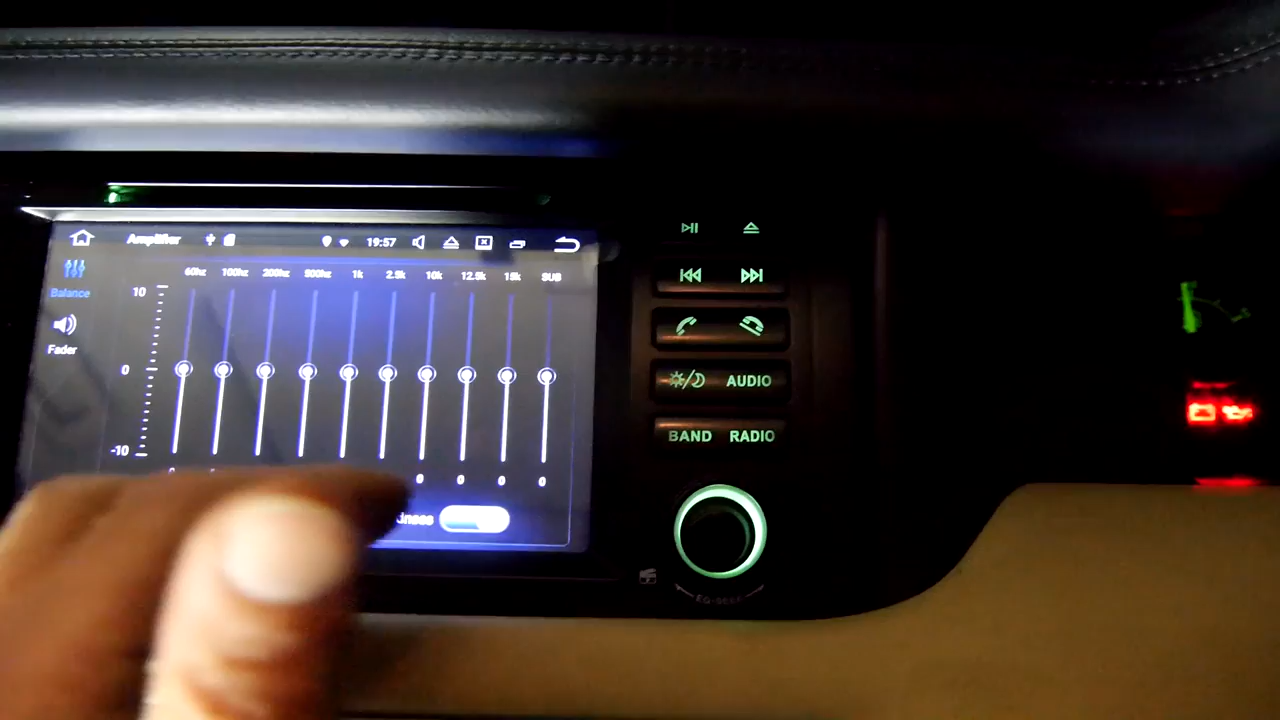 Amplifier 19:57
60hz 100hz 200hz 500hz 1k 2.5k 10k 12.5k 15k SUB
Balance
10
Fader
0
-10
0 0 0 0
AUDIO
BAND RADIO